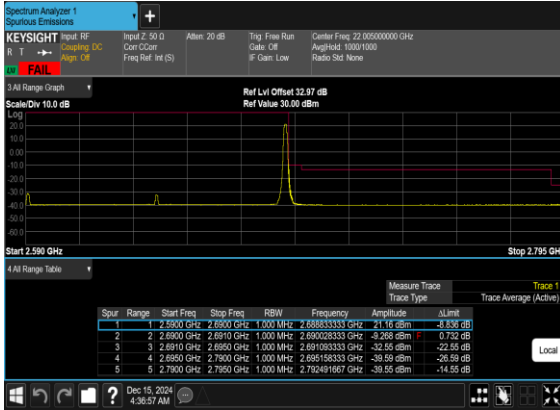 Spectrum Analyzer 1
Spurious Emissions
KEYSIGHT
R T
FAIL
Input: RF
Coupling: DC
Align: Off
Input Z: 50 Ω
Corr CCorr
Freq Ref: Int (S)
Atten: 20 dB
Trig: Free Run
Gate: Off
IF Gain: Low
Center Freq: 22.005000000 GHz
Avg|Hold: 1000/1000
Radio Std: None
3 All Range Graph
Ref Lvl Offset 32.97 dB
Scale/Div 10.0 dB
Ref Value 30.00 dBm
Log
20.0
10.0
0.00
-10.0
-20.0
-30.0
-40.0
-50.0
-60.0
Start 2.590 GHz
Stop 2.795 GH
4 All Range Table
Measure Trace Trace 1
Trace Type Trace Average (Active)
Spur Range Start Freq Stop Freq RBW Frequency Amplitude ΔLimit
1 1 2.5900 GHz 2.6900 GHz 1.000 MHz 2.688833333 GHz 21.16 dBm -8.836 dB
2 2 2.6900 GHz 2.6910 GHz 1.000 MHz 2.690028333 GHz -9.268 dBm F 0.732 dB
3 3 2.6910 GHz 2.6950 GHz 1.000 MHz 2.691093333 GHz -32.55 dBm -22.55 dB
4 4 2.6950 GHz 2.7900 GHz 1.000 MHz 2.695158333 GHz -39.59 dBm -26.59 dB
5 5 2.7900 GHz 2.7950 GHz 1.000 MHz 2.792491667 GHz -39.55 dBm -14.55 dB
Local
Dec 15, 2024
4:36:57 AM